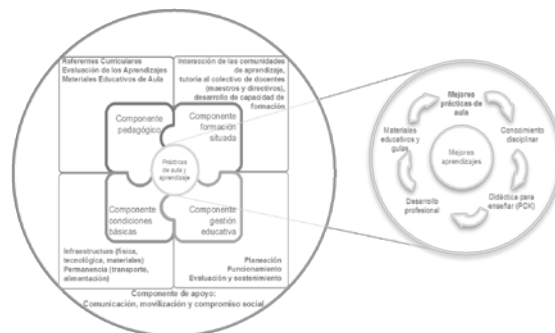 Referentes Curriculares
Evaluación de los Aprendizajes
Materiales Educativos de Aula
Interacción de las comunidades
de aprendizaje,
tutoría al colectivo de docentes
(maestros y directivos),
desarrollo de capacidad de
formación
Componente
pedagógico
Componente
formación
situada
Prácticas
de aula y
aprendizaje
Componente
condiciones
básicas
Componente
gestión
educativa
Infraestructura (física,
tecnológica, materiales)
Permanencia (transporte,
alimentación)
Planeación
Funcionamiento
Evaluación y sostenimiento
Componente de apoyo:
Comunicación, movilización y compromiso social
Mejores
prácticas de
aula
Materiales
educativos y
guías
Conocimiento
disciplinar
Mejores
aprendizajes
Desarrollo
profesional
Didáctica para
enseñar (PCK)